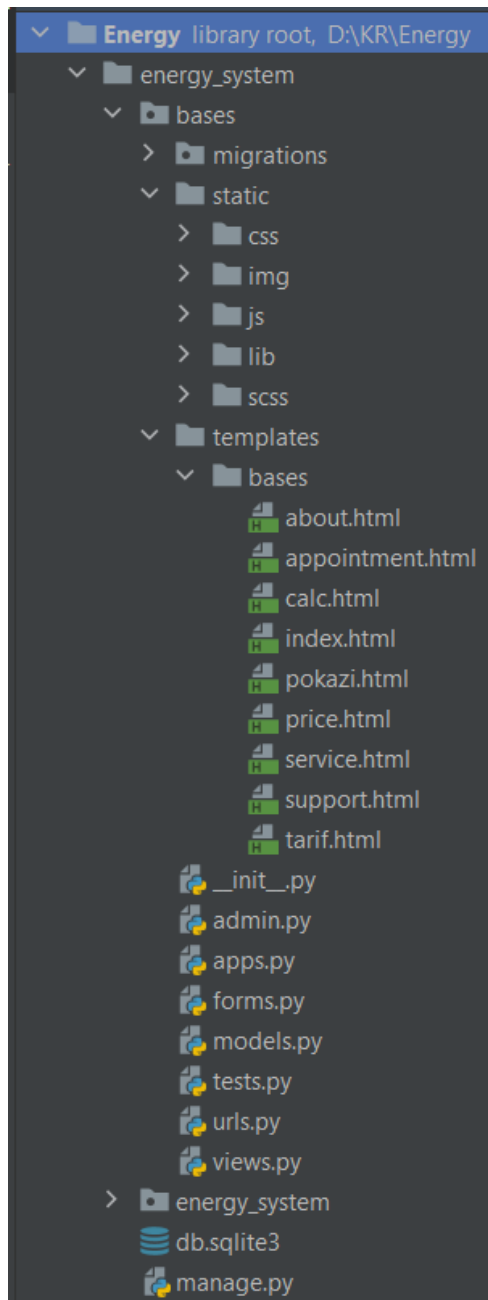 Energy library root, D:\KR\Energy
energy_system
bases
migrations
static
css
img
js
lib
scss
templates
bases
about.html
appointment.html
calc.html
index.html
pokazi.html
price.html
service.html
support.html
tarif.html
__init__.py
admin.py
apps.py
forms.py
models.py
tests.py
urls.py
views.py
energy_system
db.sqlite3
manage.py